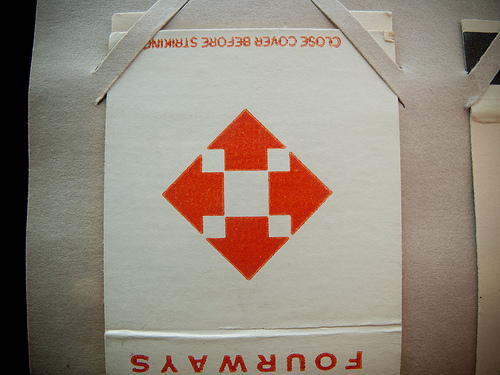 CLOSE COVER BEFORE STRIKING
FOURWAYS